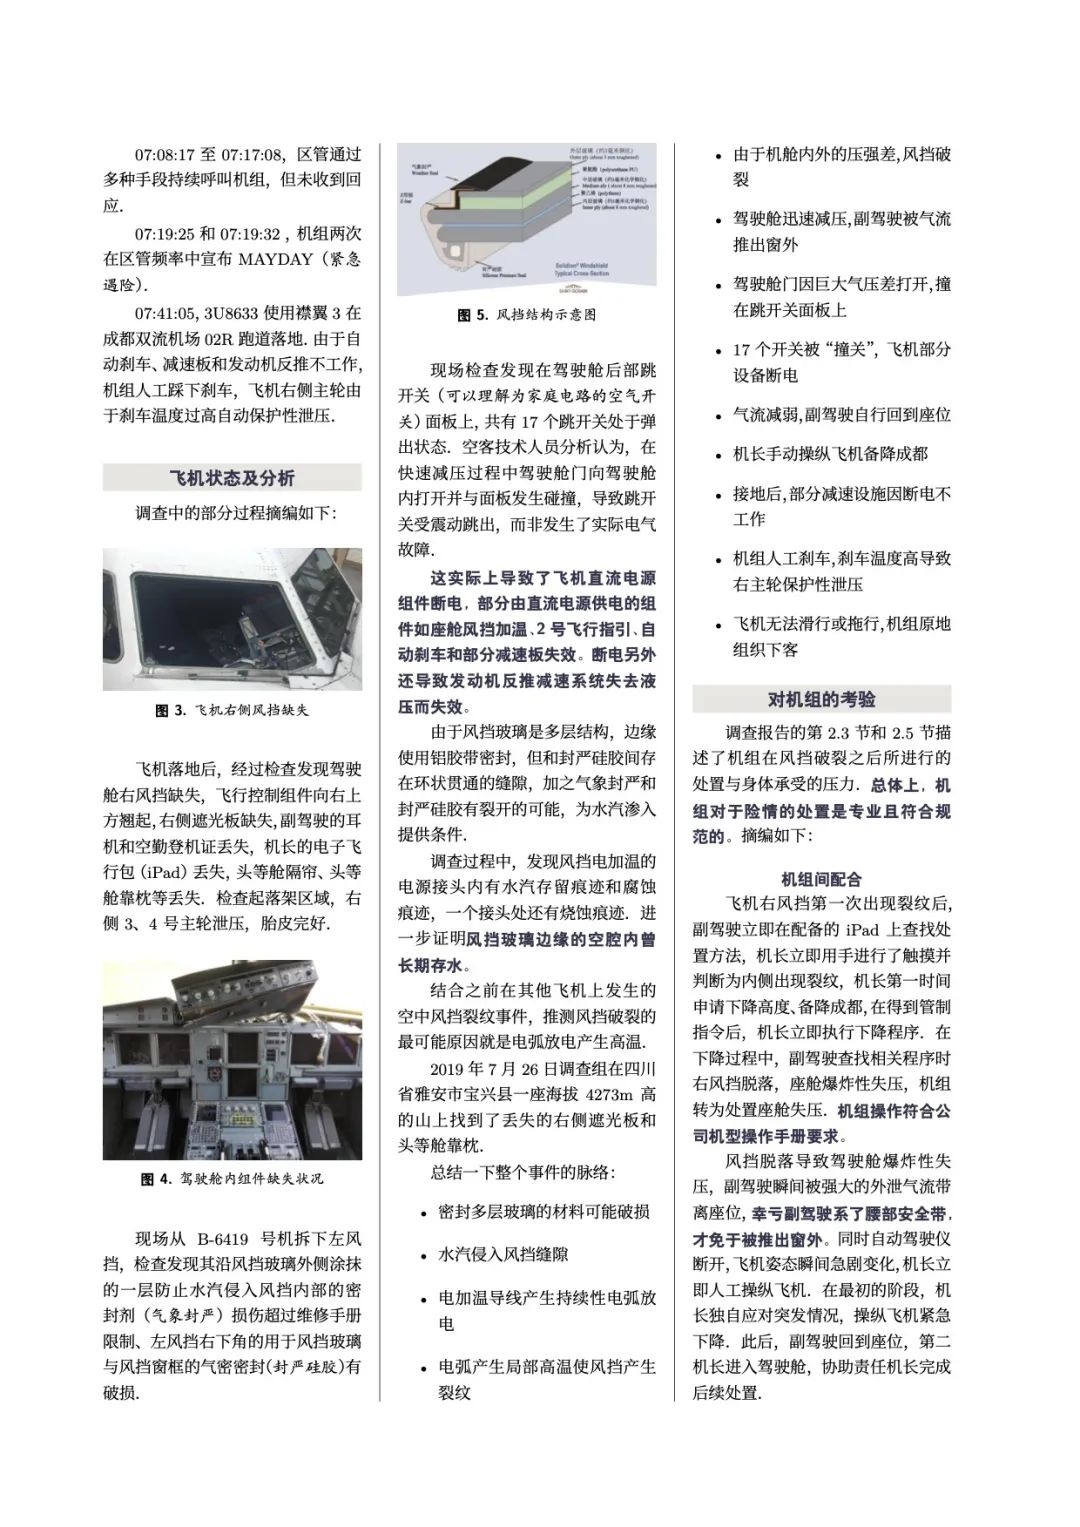 07:08:17 至 07:17:08，区管通过
多种手段持续呼叫机组，但未收到回
应.
07:19:25 和 07:19:32 , 机组两次
在区管频率中宣布 MAYDAY（紧急
遇险）.
07:41:05, 3U8633 使用襟翼 3 在
成都双流机场 02R 跑道落地. 由于自
动刹车、减速板和发动机反推不工作,
机组人工踩下刹车，飞机右侧主轮由
于刹车温度过高自动保护性泄压.
飞机状态及分析
调查中的部分过程摘编如下：
图 3. 飞机右侧风挡缺失
飞机落地后，经过检查发现驾驶
舱右风挡缺失，飞行控制组件向右上
方翘起,右侧遮光板缺失,副驾驶的耳
机和空勤登机证丢失，机长的电子飞
行包（iPad）丢失，头等舱隔帘、头等
舱靠枕等丢失. 检查起落架区域，右
侧 3、4 号主轮泄压，胎皮完好.
图 4. 驾驶舱内组件缺失状况
现场从 B-6419 号机拆下左风
挡，检查发现其沿风挡玻璃外侧涂抹
的一层防止水汽侵入风挡内部的密
封剂（气象封严）损伤超过维修手册
限制、左风挡右下角的用于风挡玻璃
与风挡窗框的气密密封(封严硅胶)有
破损.
气象封严
Weather Seal
Z型板
Z-bar
外层玻璃（约3毫米钢化）
Outer ply (about 3 mm toughened)
聚氨酯（polyurethane PU）
中层玻璃（约8毫米化学钢化）
Medium ply ( about 8 mm toughened)
内层玻璃（约8毫米化学钢化）
Inner ply (about 8 mm toughened)
封严硅胶
Silicone Pressure Seal
Solidion® Windshield
Typical Cross-Section
SAINT-GOBAIN
图 5. 风挡结构示意图
现场检查发现在驾驶舱后部跳
开关（可以理解为家庭电路的空气开
关）面板上, 共有 17 个跳开关处于弹
出状态. 空客技术人员分析认为，在
快速减压过程中驾驶舱门向驾驶舱
内打开并与面板发生碰撞，导致跳开
关受震动跳出，而非发生了实际电气
故障.
这实际上导致了飞机直流电源
组件断电，部分由直流电源供电的组
件如座舱风挡加温、2 号飞行指引、自
动刹车和部分减速板失效。断电另外
还导致发动机反推减速系统失去液
压而失效。
由于风挡玻璃是多层结构，边缘
使用铝胶带密封，但和封严硅胶间存
在环状贯通的缝隙，加之气象封严和
封严硅胶有裂开的可能，为水汽渗入
提供条件.
调查过程中，发现风挡电加温的
电源接头内有水汽存留痕迹和腐蚀
痕迹，一个接头处还有烧蚀痕迹. 进
一步证明风挡玻璃边缘的空腔内曾
长期存水。
结合之前在其他飞机上发生的
空中风挡裂纹事件，推测风挡破裂的
最可能原因就是电弧放电产生高温.
2019 年 7 月 26 日调查组在四川
省雅安市宝兴县一座海拔 4273m 高
的山上找到了丢失的右侧遮光板和
头等舱靠枕.
总结一下整个事件的脉络：
• 密封多层玻璃的材料可能破损
• 水汽侵入风挡缝隙
• 电加温导线产生持续性电弧放
电
• 电弧产生局部高温使风挡产生
裂纹
• 由于机舱内外的压强差,风挡破
裂
• 驾驶舱迅速减压,副驾驶被气流
推出窗外
• 驾驶舱门因巨大气压差打开,撞
在跳开关面板上
• 17 个开关被 “撞关”，飞机部分
设备断电
• 气流减弱,副驾驶自行回到座位
• 机长手动操纵飞机备降成都
• 接地后,部分减速设施因断电不
工作
• 机组人工刹车,刹车温度高导致
右主轮保护性泄压
• 飞机无法滑行或拖行,机组原地
组织下客
对机组的考验
调查报告的第 2.3 节和 2.5 节描
述了机组在风挡破裂之后所进行的
处置与身体承受的压力. 总体上，机
组对于险情的处置是专业且符合规
范的。摘编如下：
机组间配合
飞机右风挡第一次出现裂纹后,
副驾驶立即在配备的 iPad 上查找处
置方法，机长立即用手进行了触摸并
判断为内侧出现裂纹，机长第一时间
申请下降高度、备降成都,在得到管制
指令后，机长立即执行下降程序. 在
下降过程中，副驾驶查找相关程序时
右风挡脱落，座舱爆炸性失压，机组
转为处置座舱失压. 机组操作符合公
司机型操作手册要求。
风挡脱落导致驾驶舱爆炸性失
压，副驾驶瞬间被强大的外泄气流带
离座位, 幸亏副驾驶系了腰部安全带，
才免于被推出窗外。同时自动驾驶仪
断开,飞机姿态瞬间急剧变化,机长立
即人工操纵飞机. 在最初的阶段，机
长独自应对突发情况，操纵飞机紧急
下降. 此后，副驾驶回到座位，第二
机长进入驾驶舱，协助责任机长完成
后续处置.